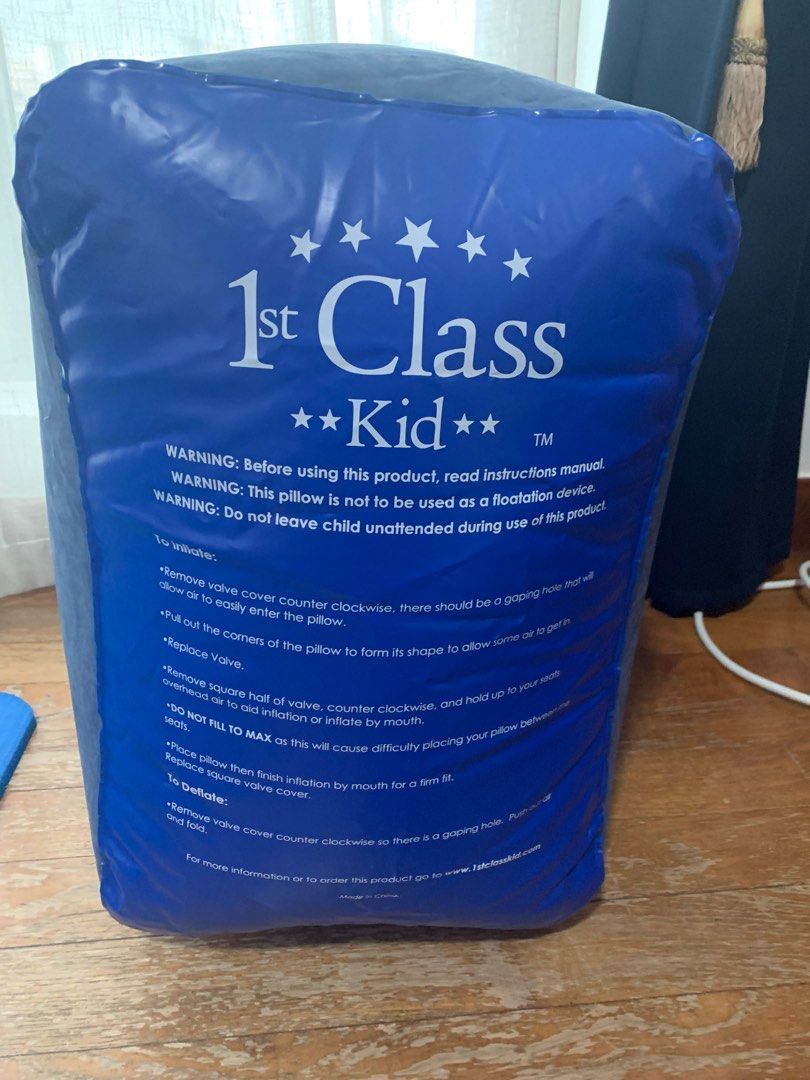 1st Class
Kid
TM
WARNING: Before using this product, read instructions manual.
WARNING: This pillow is not to be used as a floatation device.
WARNING: Do not leave child unattended during use of this product.
To Inflate:
•Remove valve cover counter clockwise, there should be a gaping hole that will
allow air to easily enter the pillow.
•Pull out the corners of the pillow to form its shape to allow some air to get in.
•Replace Valve.
•Remove square half of valve, counter clockwise, and hold up to your seats
overhead air to aid inflation or inflate by mouth.
•DO NOT FILL TO MAX as this will cause difficulty placing your pillow between the
seats.
•Place pillow then finish inflation by mouth for a firm fit.
Replace square valve cover.
To Deflate:
•Remove valve cover counter clockwise so there is a gaping hole. Push out air
and fold.
For more information or to order this product go to www.1stclasskid.com
Made in China.